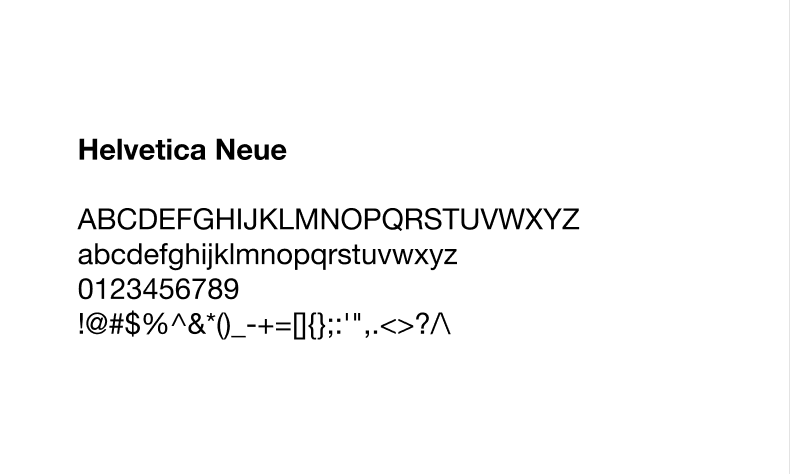 Helvetica Neue
ABCDEFGHIJKLMNOPQRSTUVWXYZ
abcdefghijklmnopqrstuvwxyz
0123456789
!@#$%^&*()_-+=[]{};:'",.<>?/\